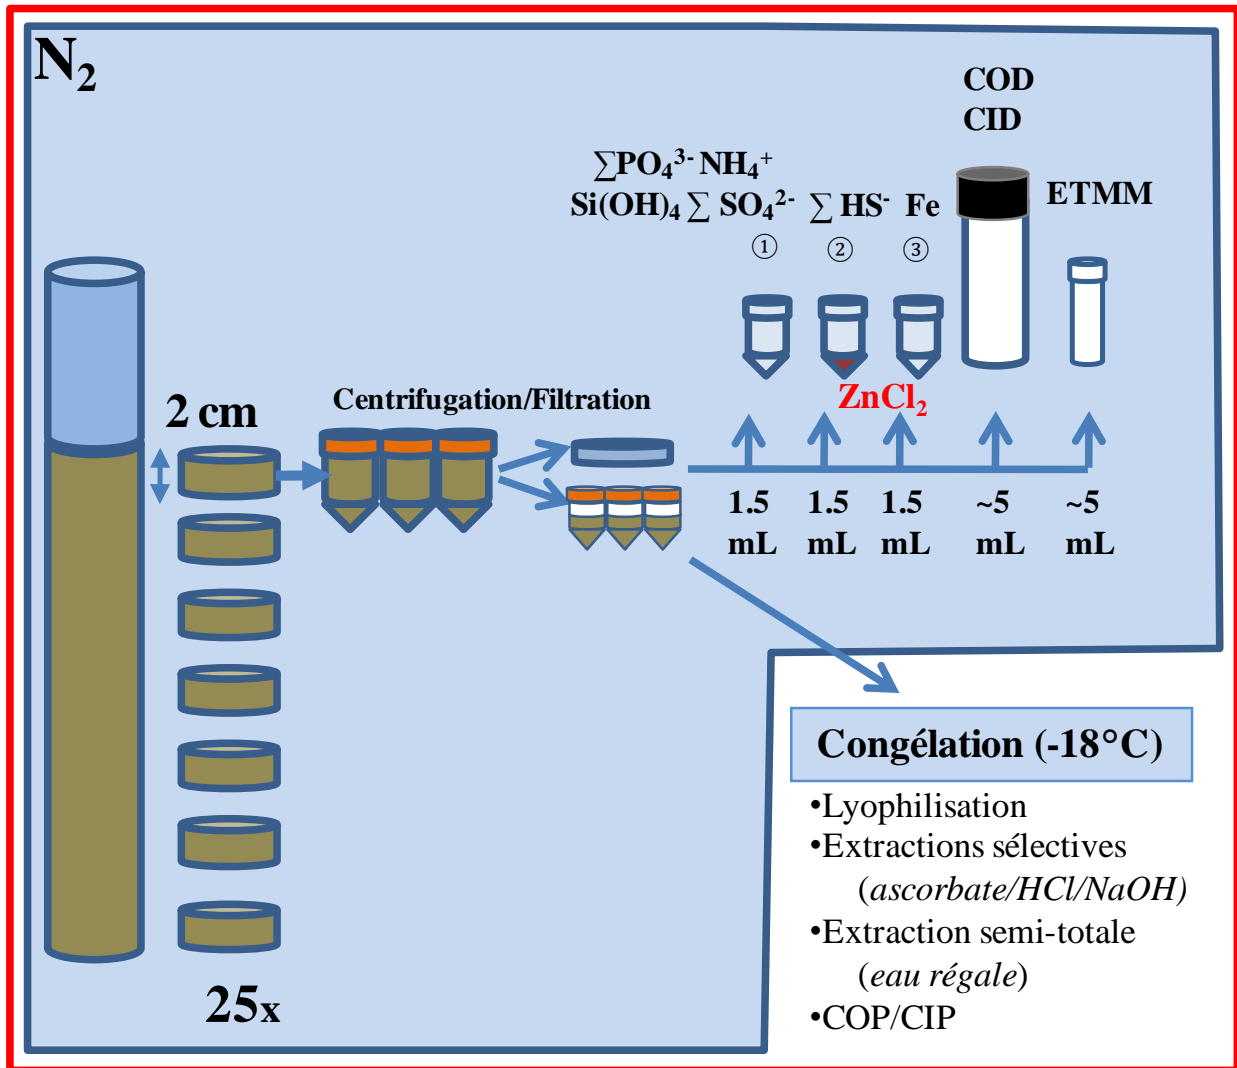 N₂
COD
CID
∑PO₄³⁻ NH₄⁺
Si(OH)₄ ∑ SO₄²⁻ ∑ HS⁻ Fe
ETMM
① ② ③
ZnCl₂
2 cm
Centrifugation/Filtration
1.5 mL
1.5 mL
1.5 mL
~5 mL
~5 mL
25x
Congélation (-18°C)
•Lyophilisation
•Extractions sélectives
(ascorbate/HCl/NaOH)
•Extraction semi-totale
(eau régale)
•COP/CIP